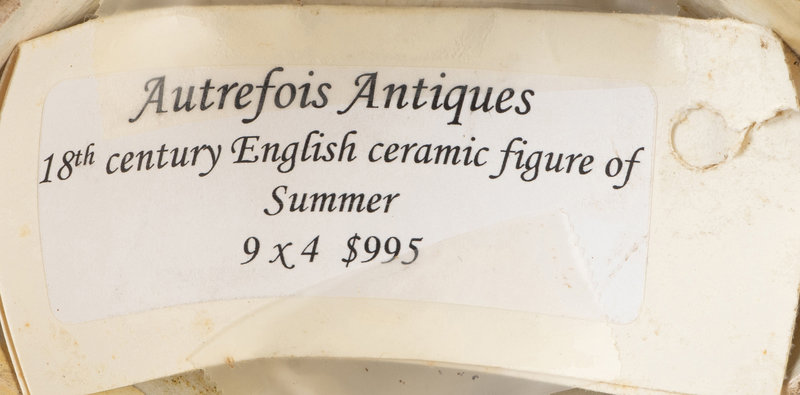 Autrefois Antiques
18th century English ceramic figure of
Summer
9 x 4 $995